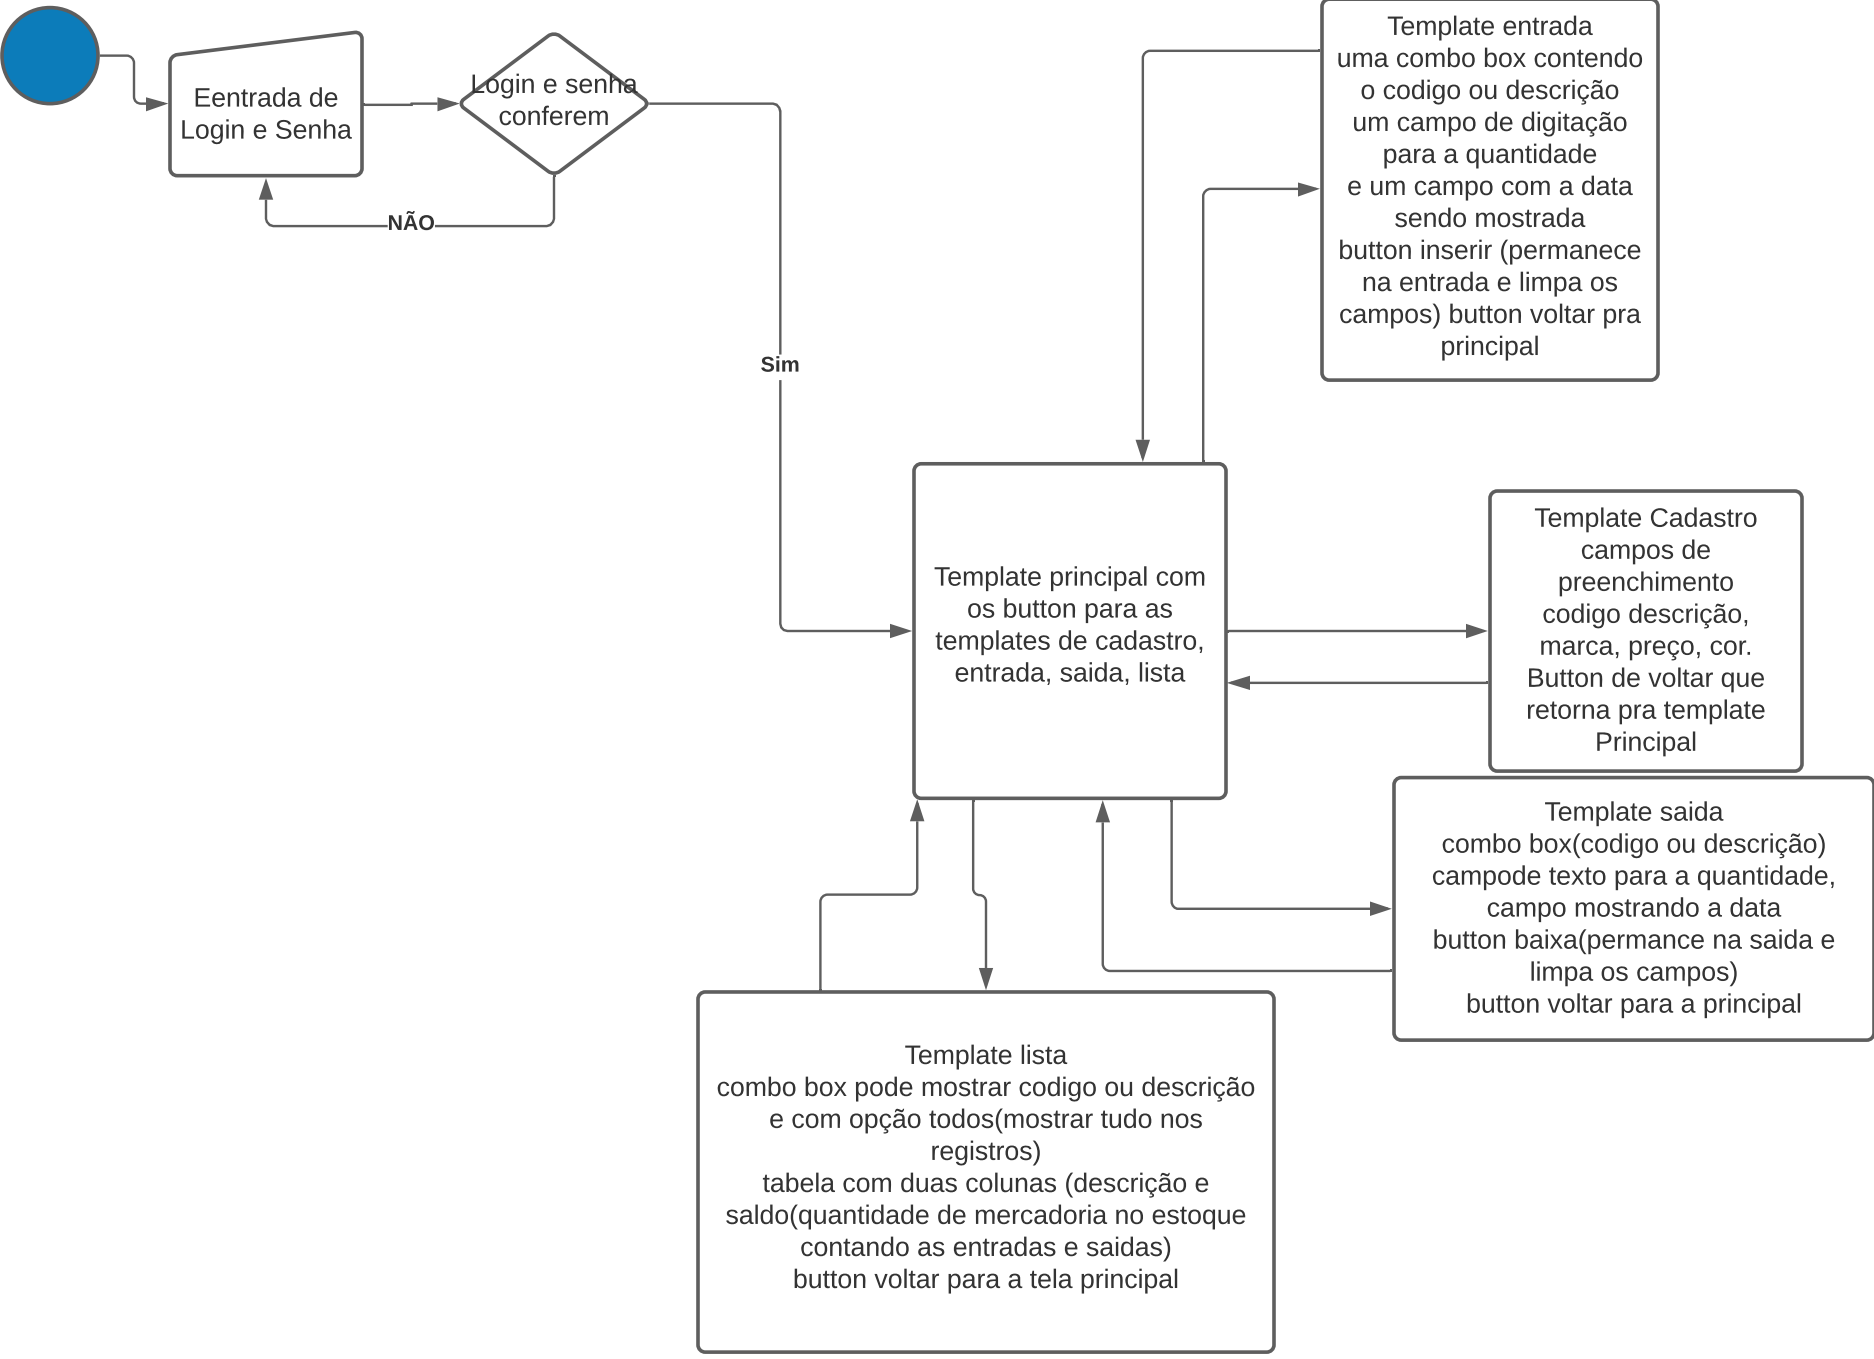 Eentrada de
Login e Senha
Login e senha
conferem
NÃO
Sim
Template entrada
uma combo box contendo
o codigo ou descrição
um campo de digitação
para a quantidade
e um campo com a data
sendo mostrada
button inserir (permanece
na entrada e limpa os
campos) button voltar pra
principal
Template principal com
os button para as
templates de cadastro,
entrada, saida, lista
Template Cadastro
campos de
preenchimento
codigo descrição,
marca, preço, cor.
Button de voltar que
retorna pra template
Principal
Template saida
combo box(codigo ou descrição)
campode texto para a quantidade,
campo mostrando a data
button baixa(permance na saida e
limpa os campos)
button voltar para a principal
Template lista
combo box pode mostrar codigo ou descrição
e com opção todos(mostrar tudo nos
registros)
tabela com duas colunas (descrição e
saldo(quantidade de mercadoria no estoque
contando as entradas e saidas)
button voltar para a tela principal